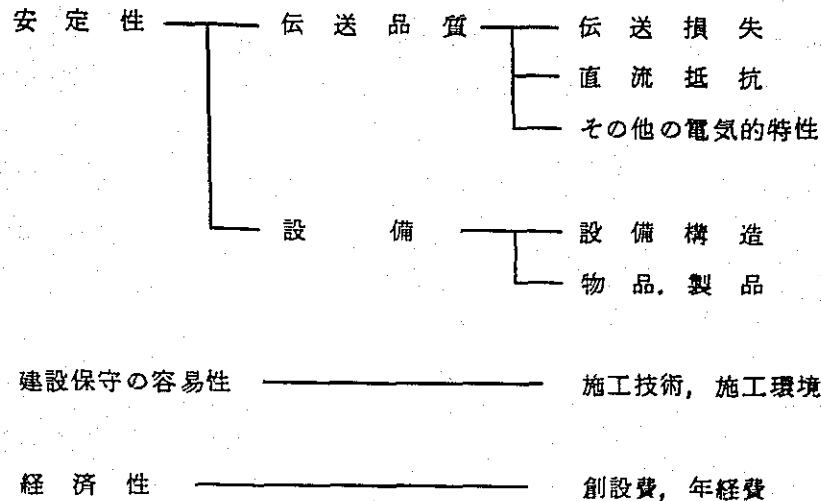 安定性 伝送品質 伝送損失
直流抵抗
その他の電気的特性
設備 設備構造
物品,製品
建設保守の容易性 施工技術,施工環境
経済性 創設費,年経費